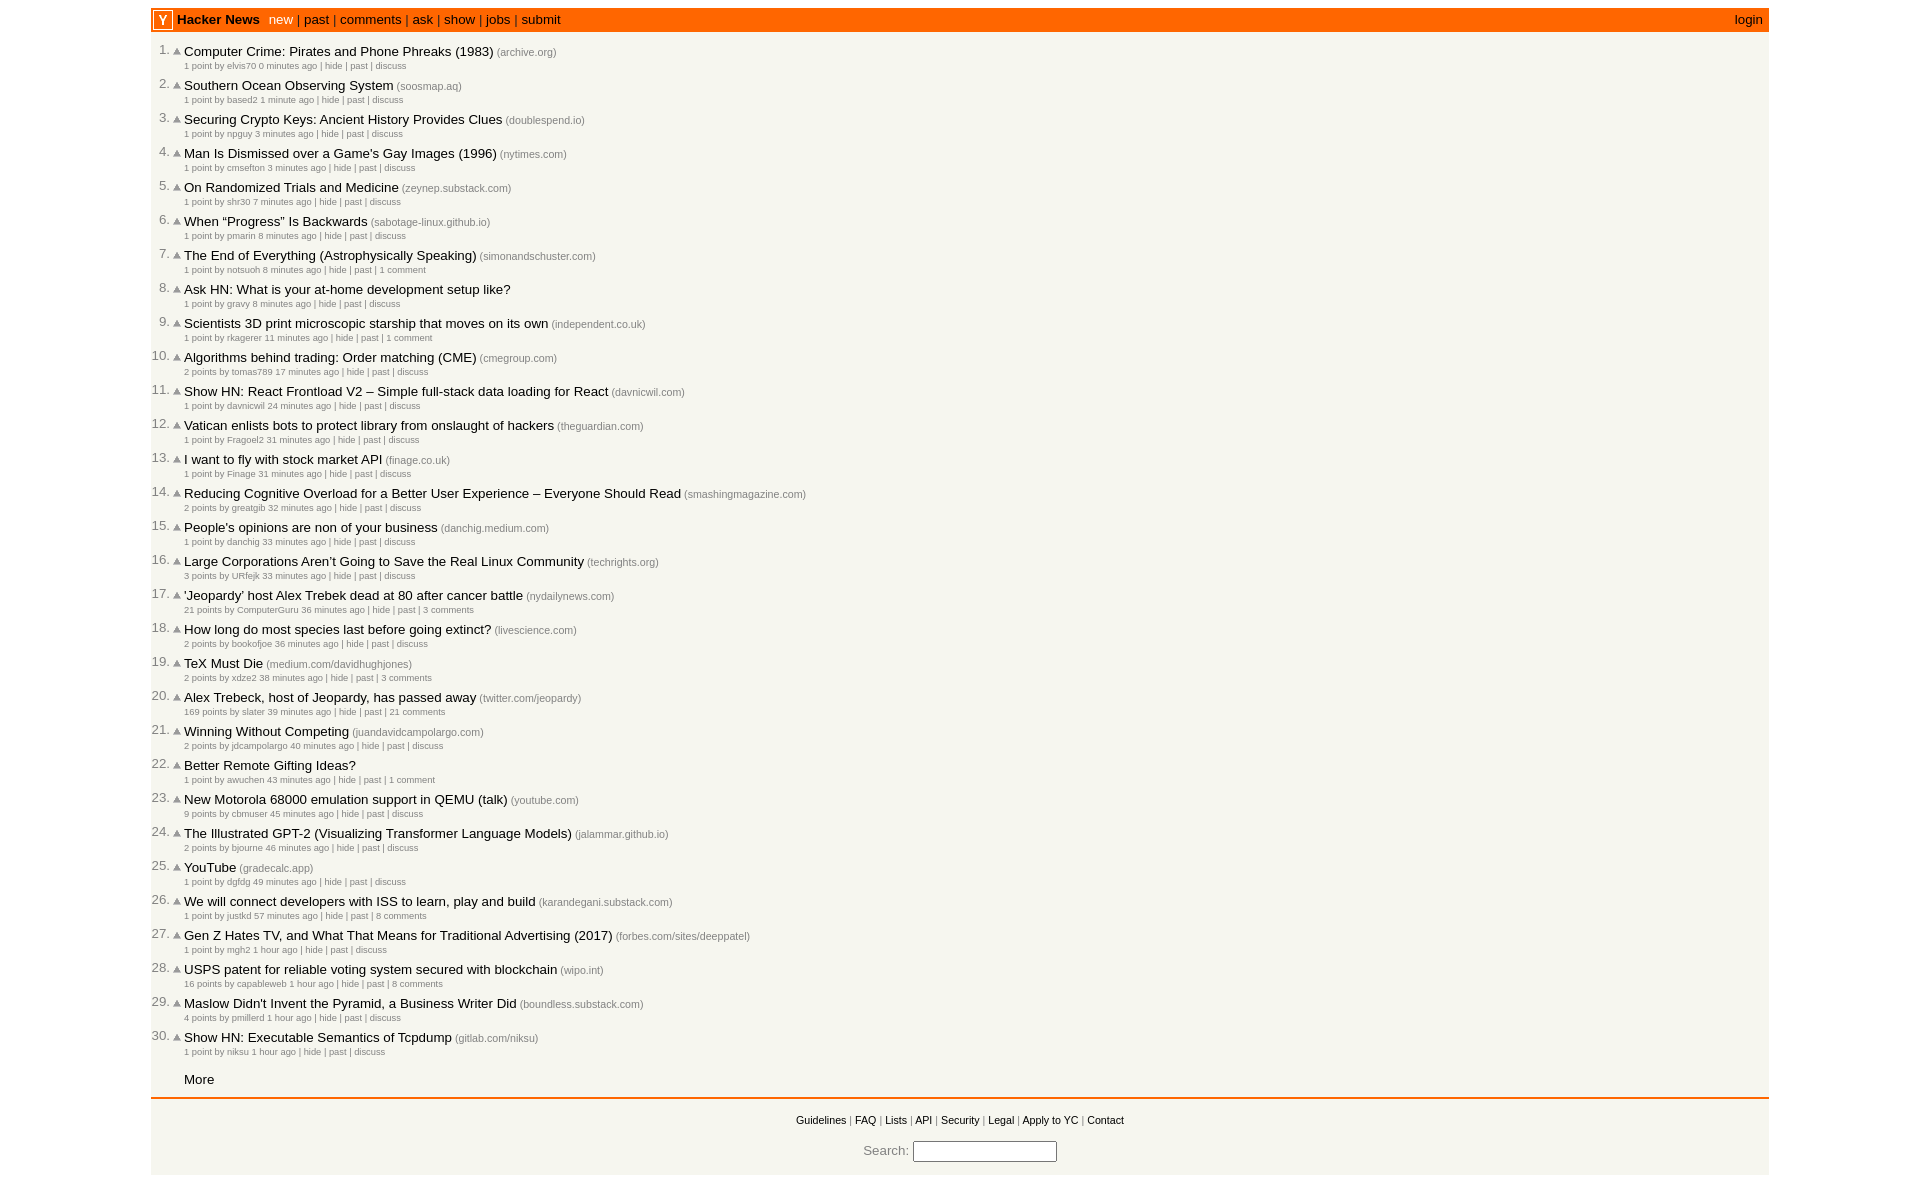 Y Hacker News new | past | comments | ask | show | jobs | submit login
1. Computer Crime: Pirates and Phone Phreaks (1983) (archive.org)
1 point by elvis70 0 minutes ago | hide | past | discuss
2. Southern Ocean Observing System (soosmap.aq)
1 point by based2 1 minute ago | hide | past | discuss
3. Securing Crypto Keys: Ancient History Provides Clues (doublespend.io)
1 point by npguy 3 minutes ago | hide | past | discuss
4. Man Is Dismissed over a Game's Gay Images (1996) (nytimes.com)
1 point by cmsefton 3 minutes ago | hide | past | discuss
5. On Randomized Trials and Medicine (zeynep.substack.com)
1 point by shr30 7 minutes ago | hide | past | discuss
6. When “Progress” Is Backwards (sabotage-linux.github.io)
1 point by pmarin 8 minutes ago | hide | past | discuss
7. The End of Everything (Astrophysically Speaking) (simonandschuster.com)
1 point by notsuoh 8 minutes ago | hide | past | 1 comment
8. Ask HN: What is your at-home development setup like?
1 point by gravy 8 minutes ago | hide | past | discuss
9. Scientists 3D print microscopic starship that moves on its own (independent.co.uk)
1 point by rkagerer 11 minutes ago | hide | past | 1 comment
10. Algorithms behind trading: Order matching (CME) (cmegroup.com)
2 points by tomas789 17 minutes ago | hide | past | discuss
11. Show HN: React Frontload V2 – Simple full-stack data loading for React (davnicwil.com)
1 point by davnicwil 24 minutes ago | hide | past | discuss
12. Vatican enlists bots to protect library from onslaught of hackers (theguardian.com)
1 point by Fragoel2 31 minutes ago | hide | past | discuss
13. I want to fly with stock market API (finage.co.uk)
1 point by Finage 31 minutes ago | hide | past | discuss
14. Reducing Cognitive Overload for a Better User Experience – Everyone Should Read (smashingmagazine.com)
2 points by greatgib 32 minutes ago | hide | past | discuss
15. People's opinions are non of your business (danchig.medium.com)
1 point by danchig 33 minutes ago | hide | past | discuss
16. Large Corporations Aren’t Going to Save the Real Linux Community (techrights.org)
3 points by URfejk 33 minutes ago | hide | past | discuss
17. 'Jeopardy’ host Alex Trebek dead at 80 after cancer battle (nydailynews.com)
21 points by ComputerGuru 36 minutes ago | hide | past | 3 comments
18. How long do most species last before going extinct? (livescience.com)
2 points by bookofjoe 36 minutes ago | hide | past | discuss
19. TeX Must Die (medium.com/davidhughjones)
2 points by xdze2 38 minutes ago | hide | past | 3 comments
20. Alex Trebeck, host of Jeopardy, has passed away (twitter.com/jeopardy)
169 points by slater 39 minutes ago | hide | past | 21 comments
21. Winning Without Competing (juandavidcampolargo.com)
2 points by jdcampolargo 40 minutes ago | hide | past | discuss
22. Better Remote Gifting Ideas?
1 point by awuchen 43 minutes ago | hide | past | 1 comment
23. New Motorola 68000 emulation support in QEMU (talk) (youtube.com)
9 points by cbmuser 45 minutes ago | hide | past | discuss
24. The Illustrated GPT-2 (Visualizing Transformer Language Models) (jalammar.github.io)
2 points by bjourne 46 minutes ago | hide | past | discuss
25. YouTube (gradecalc.app)
1 point by dgfdg 49 minutes ago | hide | past | discuss
26. We will connect developers with ISS to learn, play and build (karandegani.substack.com)
1 point by justkd 57 minutes ago | hide | past | 8 comments
27. Gen Z Hates TV, and What That Means for Traditional Advertising (2017) (forbes.com/sites/deeppatel)
1 point by mgh2 1 hour ago | hide | past | discuss
28. USPS patent for reliable voting system secured with blockchain (wipo.int)
16 points by capableweb 1 hour ago | hide | past | 8 comments
29. Maslow Didn't Invent the Pyramid, a Business Writer Did (boundless.substack.com)
4 points by pmillerd 1 hour ago | hide | past | discuss
30. Show HN: Executable Semantics of Tcpdump (gitlab.com/niksu)
1 point by niksu 1 hour ago | hide | past | discuss
More
Guidelines | FAQ | Lists | API | Security | Legal | Apply to YC | Contact
Search: